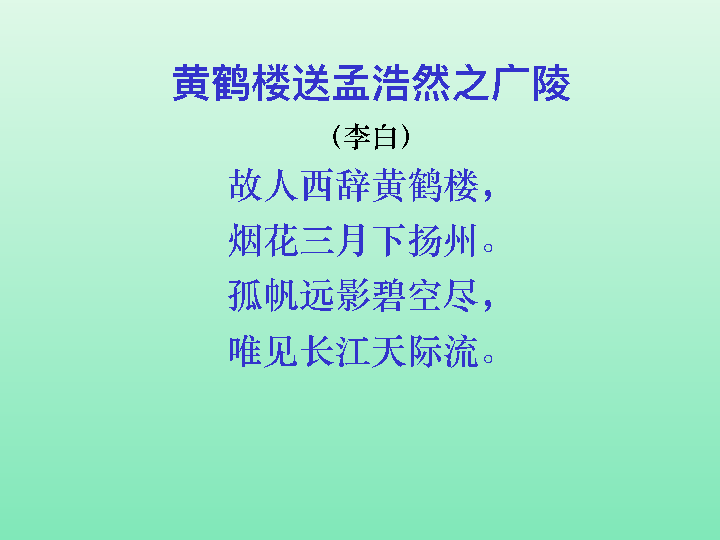 黄鹤楼送孟浩然之广陵
（李白）
故人西辞黄鹤楼，
烟花三月下扬州。
孤帆远影碧空尽，
唯见长江天际流。